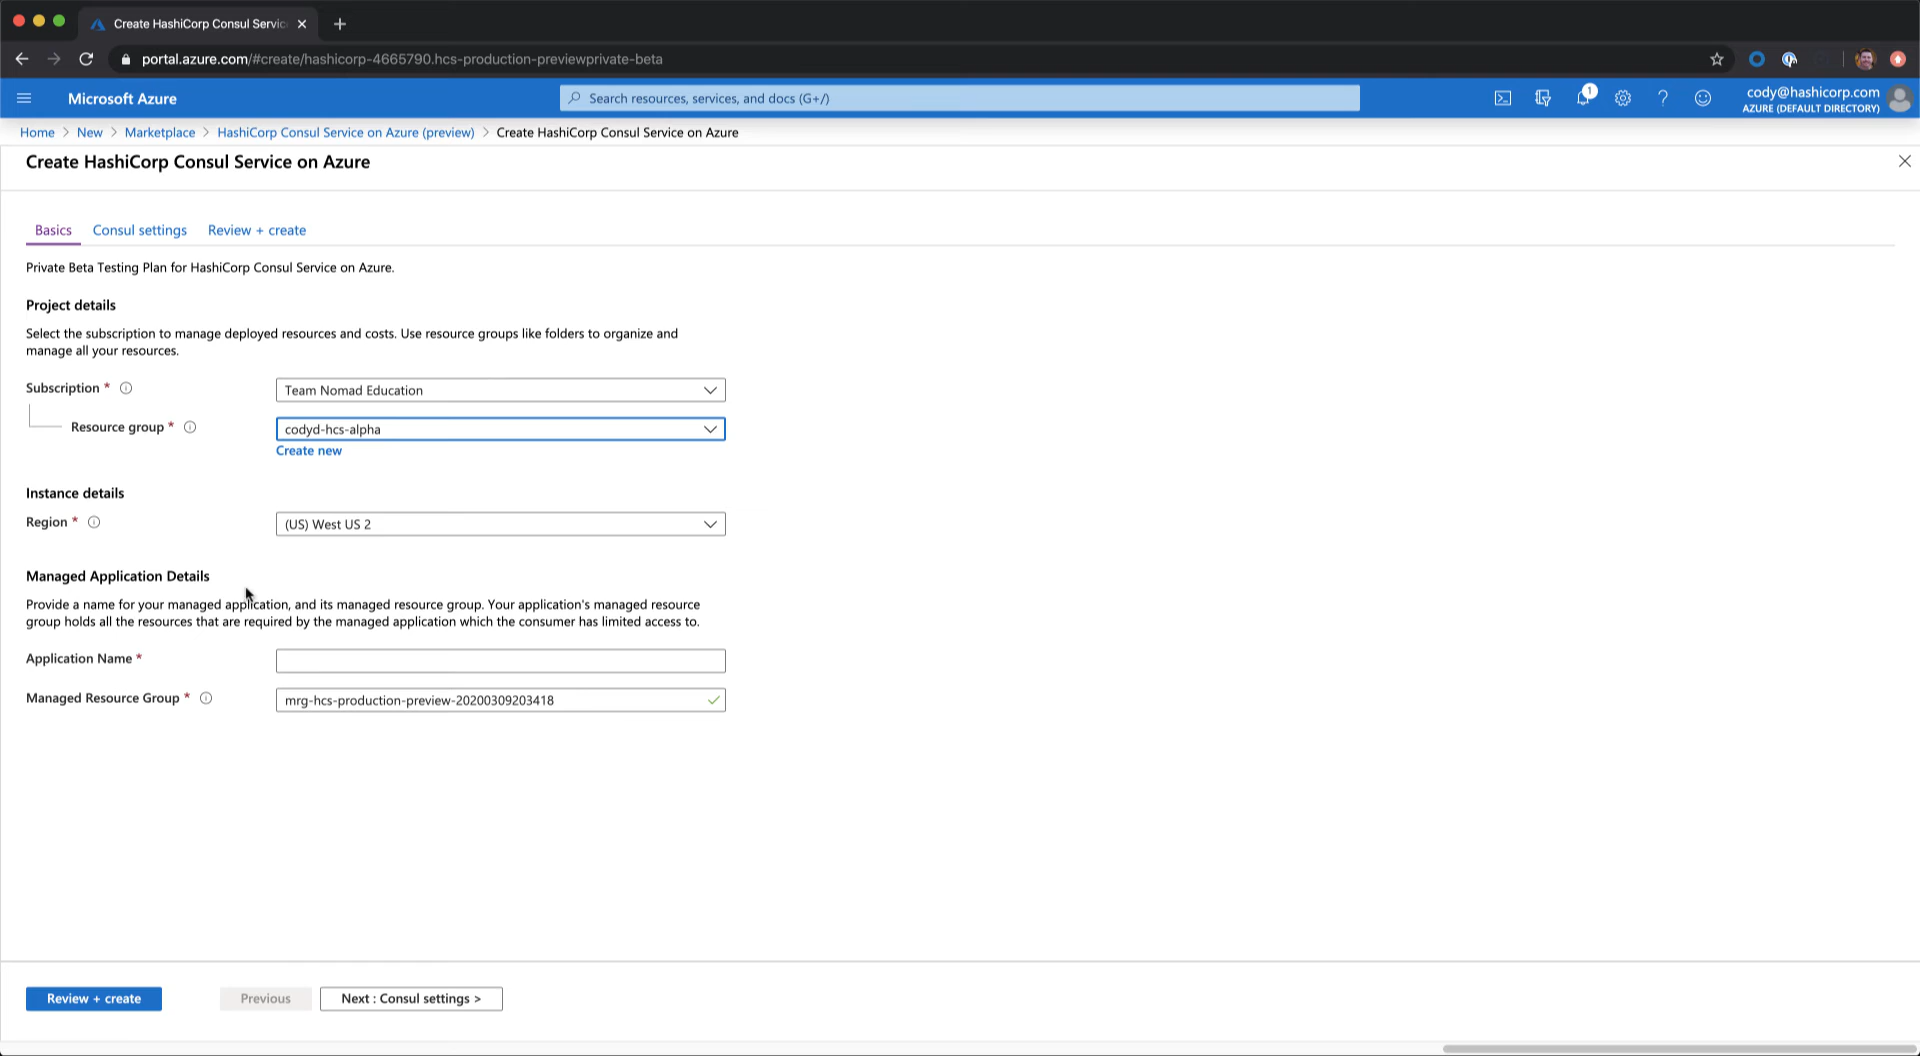 Create HashiCorp Consul Servic
portal.azure.com/#create/hashicorp-4665790.hcs-production-previewprivate-beta
Microsoft Azure
Search resources, services, and docs (G+/)
1
cody@hashicorp.com
AZURE (DEFAULT DIRECTORY)
Home > New > Marketplace > HashiCorp Consul Service on Azure (preview) > Create HashiCorp Consul Service on Azure
Create HashiCorp Consul Service on Azure
Basics Consul settings Review + create
Private Beta Testing Plan for HashiCorp Consul Service on Azure.
Project details
Select the subscription to manage deployed resources and costs. Use resource groups like folders to organize and
manage all your resources.
Subscription * Team Nomad Education
Resource group * codyd-hcs-alpha
Create new
Instance details
Region * (US) West US 2
Managed Application Details
Provide a name for your managed application, and its managed resource group. Your application's managed resource
group holds all the resources that are required by the managed application which the consumer has limited access to.
Application Name *
Managed Resource Group * mrg-hcs-production-preview-20200309203418
Review + create Previous Next : Consul settings >